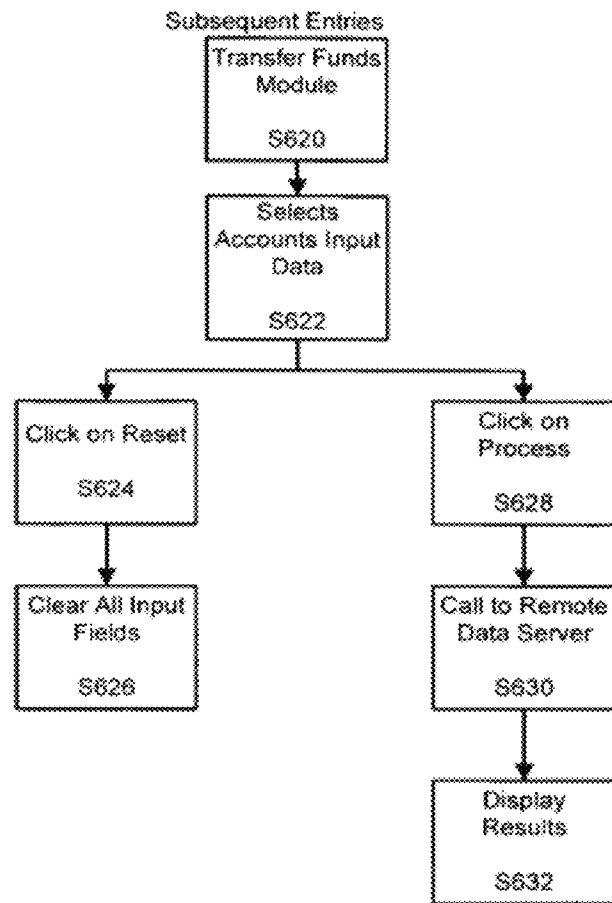 Subsequent Entries
Transfer Funds
Module
S620
Selects
Accounts Input
Data
S622
Click on Reset
S624
Clear All Input
Fields
S626
Click on
Process
S628
Call to Remote
Data Server
S630
Display
Results
S632